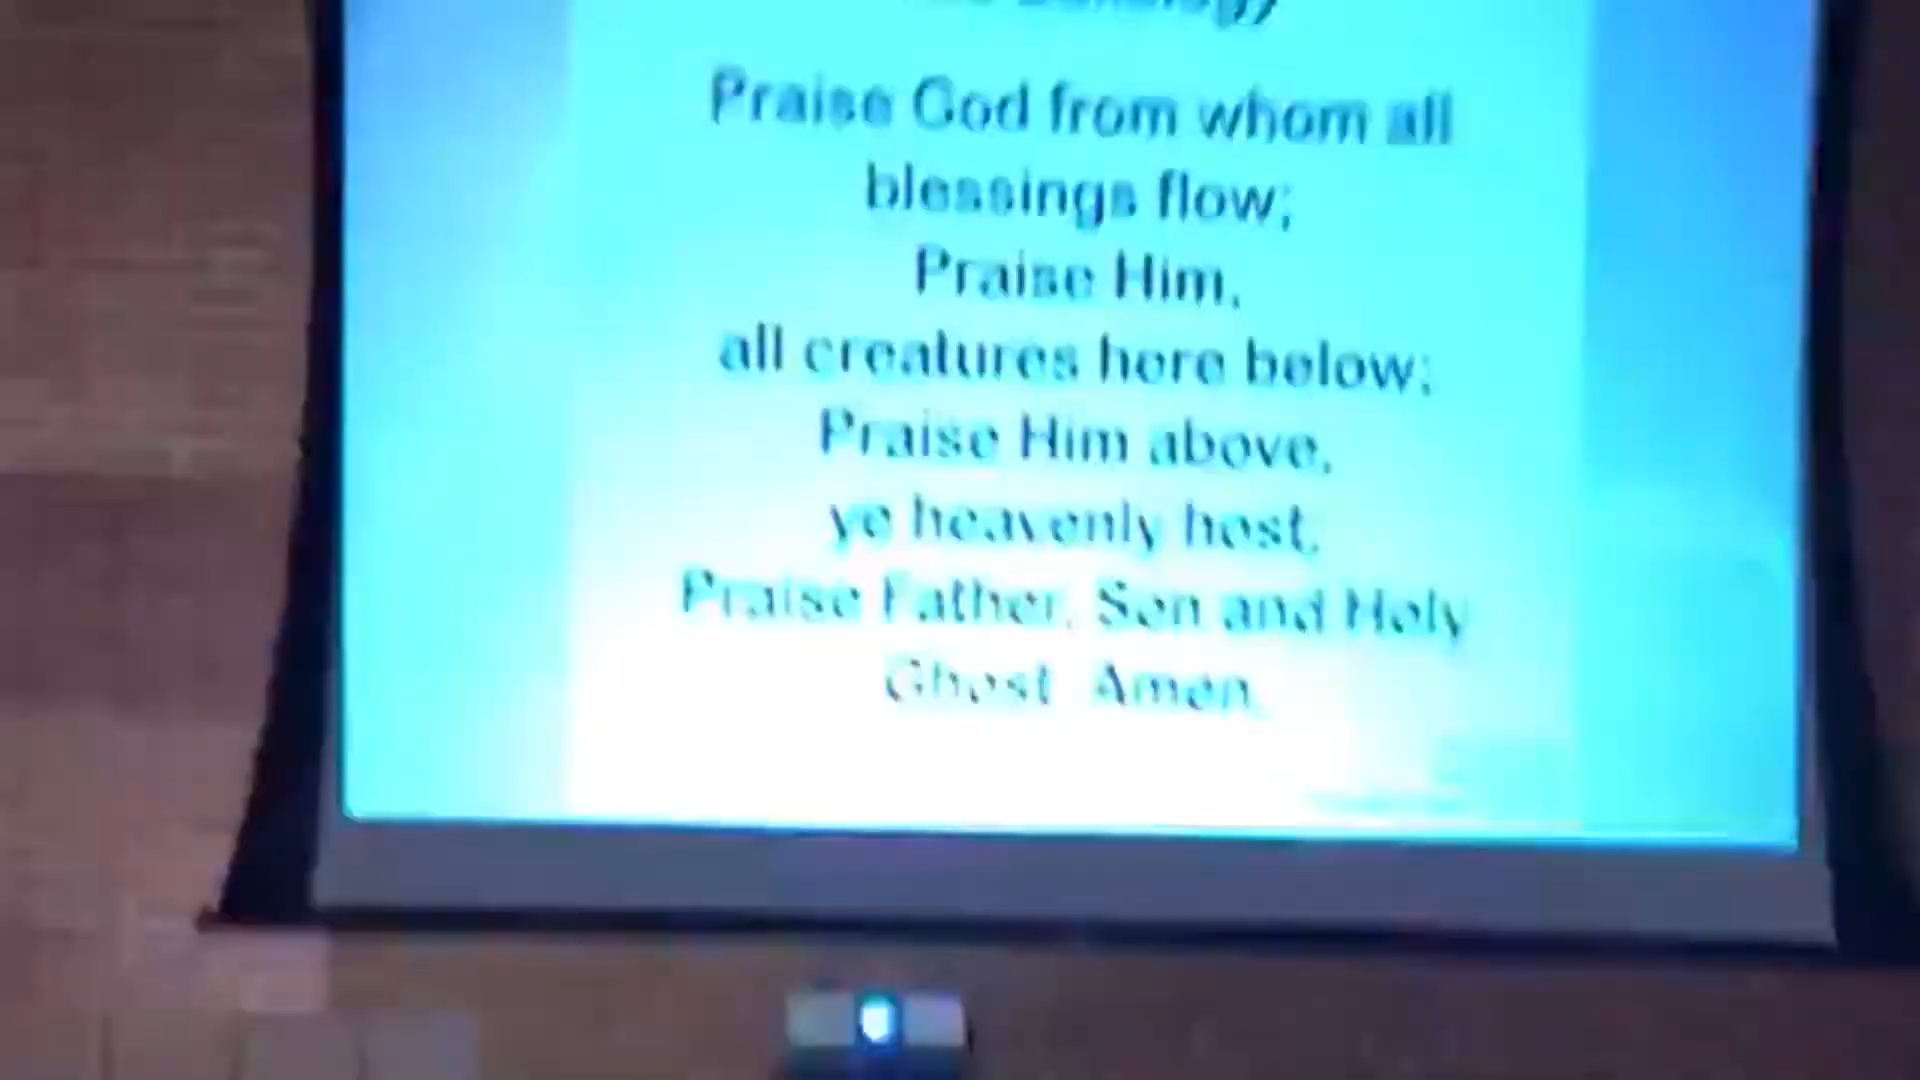 Doxology
Praise God from whom all
blessings flow;
Praise Him,
all creatures here below;
Praise Him above,
ye heavenly host,
Praise Father, Son and Holy
Ghost Amen.